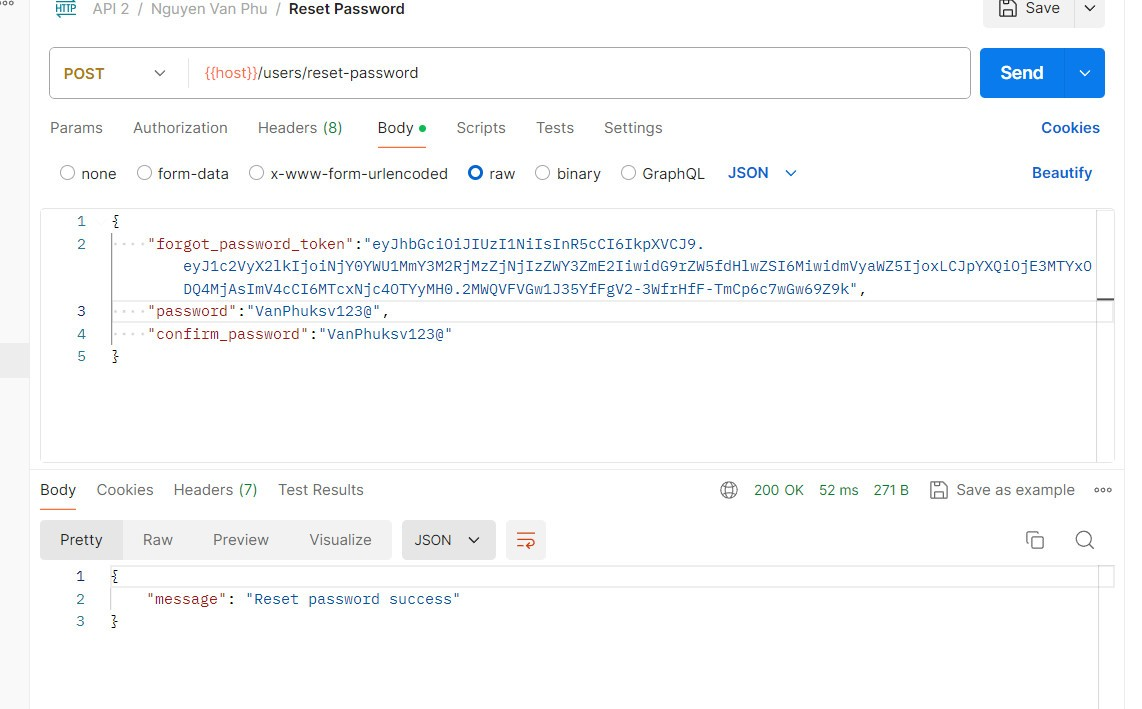 HTTP API 2 / Nguyen Van Phu / Reset Password Save
POST {{host}}/users/reset-password Send
Params Authorization Headers (8) Body Scripts Tests Settings Cookies
none form-data x-www-form-urlencoded raw binary GraphQL JSON Beautify
1 {
2 ····"forgot_password_token":"eyJhbGciOiJIUzI1NiIsInR5cCI6IkpXVCJ9.
eyJ1c2VyX2lkIjoiNjY0YWU1MmY3M2RjMzZjNjIzZWY3ZmE2IiwidG9rZW5fdHlwZSI6MiwidmVyaWZ5IjoxLCJpYXQiOjE3MTYxO
DQ4MjAsImV4cCI6MTcxNjc4OTYyMH0.2MWQVFVGw1J35YfFgV2-3WfrHfF-TmCp6c7wGw69Z9k",
3 ····"password":"VanPhuksv123@",
4 ····"confirm_password":"VanPhuksv123@"
5 }
Body Cookies Headers (7) Test Results 200 OK 52 ms 271 B Save as example
Pretty Raw Preview Visualize JSON
1 {
2 "message": "Reset password success"
3 }